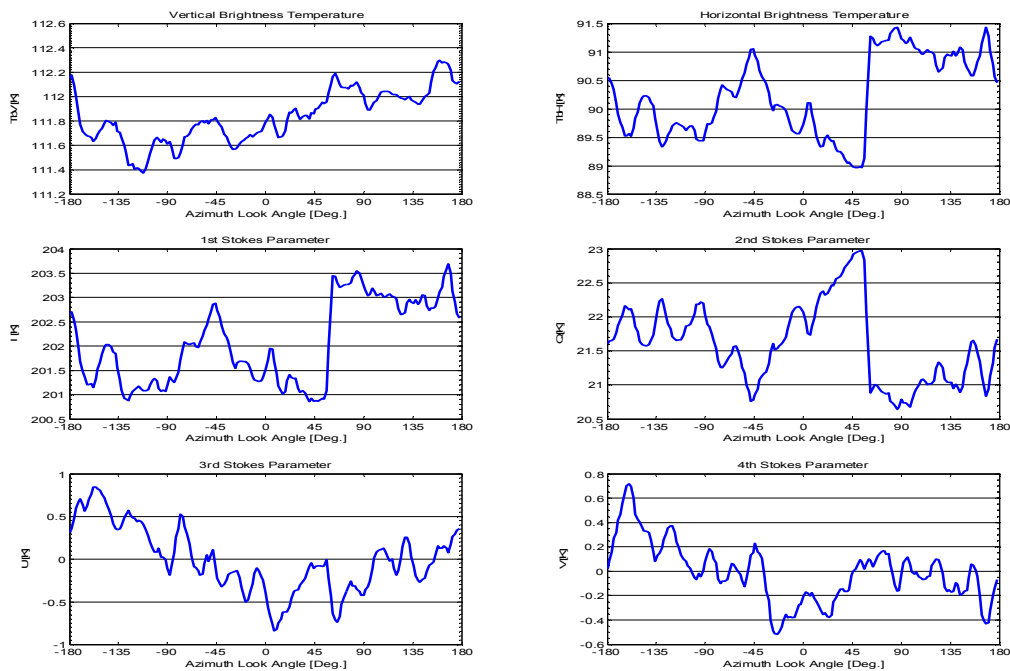 Vertical Brightness Temperature
112.6
112.4
112.2
112
111.8
111.6
111.4
111.2
TBV[K]
-180 -135 -90 -45 0 45 90 135 180
Azimuth Look Angle [Deg.]
Horizontal Brightness Temperature
91.5
91
90.5
90
89.5
89
88.5
TBH[K]
-180 -135 -90 -45 0 45 90 135 180
Azimuth Look Angle [Deg.]
1st Stokes Parameter
204
203.5
203
202.5
202
201.5
201
200.5
I [K]
-180 -135 -90 -45 0 45 90 135 180
Azimuth Look Angle [Deg.]
2nd Stokes Parameter
23
22.5
22
21.5
21
20.5
Q[K]
-180 -135 -90 -45 0 45 90 135 180
Azimuth Look Angle [Deg.]
3rd Stokes Parameter
1
0.5
0
-0.5
-1
U[K]
-180 -135 -90 -45 0 45 90 135 180
Azimuth Look Angle [Deg.]
4th Stokes Parameter
0.8
0.6
0.4
0.2
0
-0.2
-0.4
-0.6
V[K]
-180 -135 -90 -45 0 45 90 135 180
Azimuth Look Angle [Deg.]